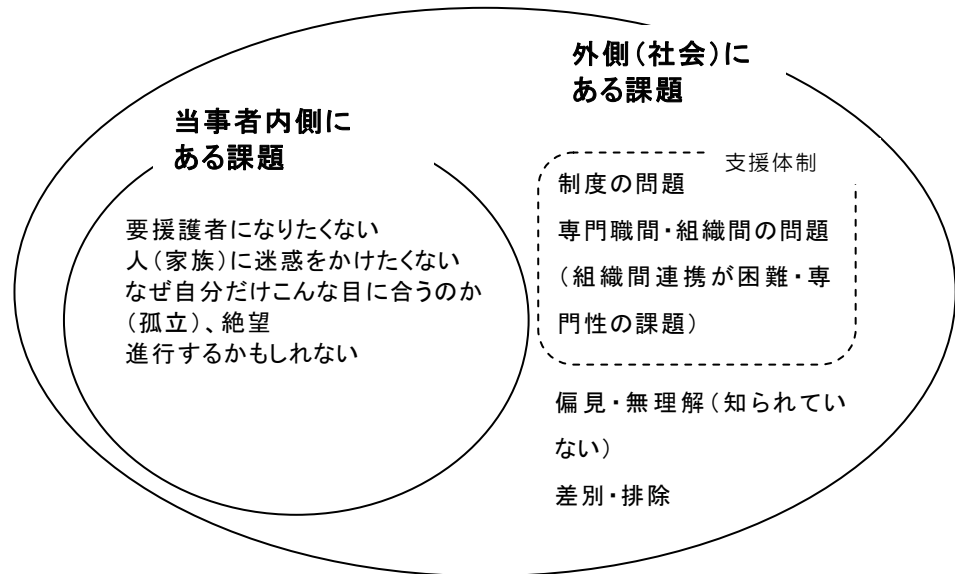 外側(社会)に
ある課題
当事者内側に
ある課題
支援体制
制度の問題
専門職間・組織間の問題
(組織間連携が困難・専
門性の課題)
要援護者になりたくない
人(家族)に迷惑をかけたくない
なぜ自分だけこんな目に合うのか
(孤立)、絶望
進行するかもしれない
偏見・無理解(知られてい
ない)
差別・排除